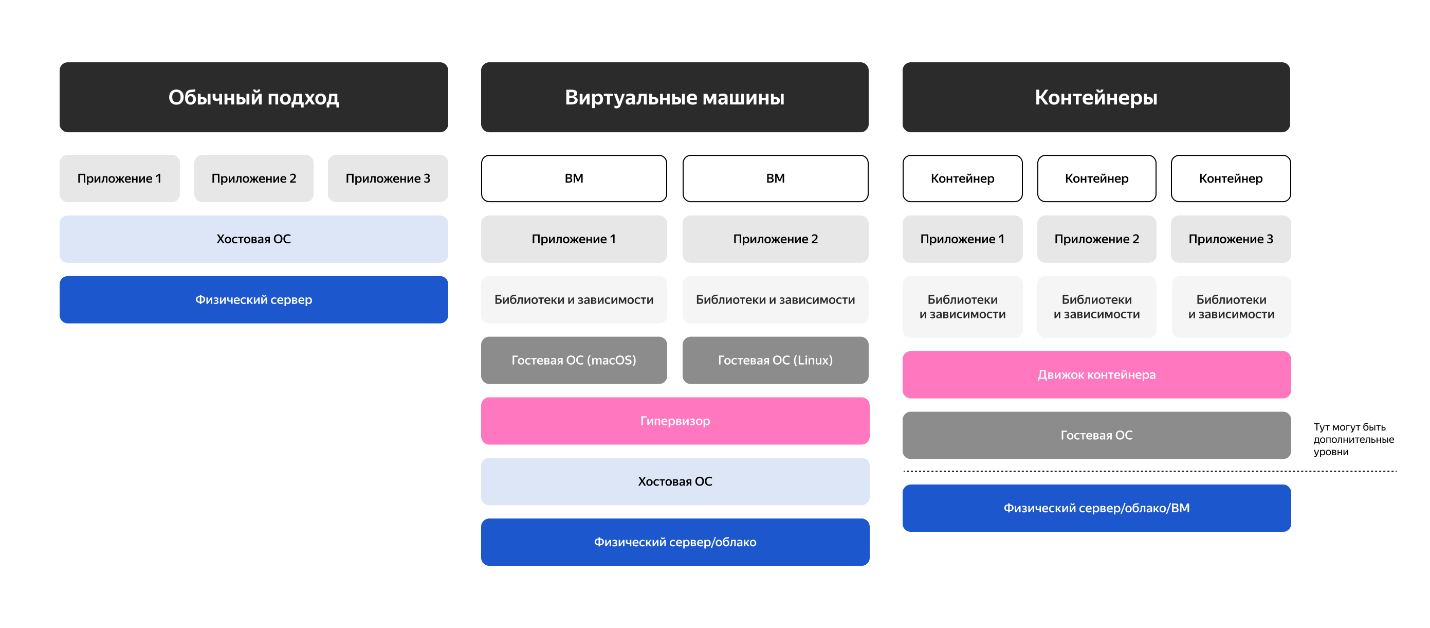 Обычный подход
Приложение 1
Приложение 2
Приложение 3
Хостовая ОС
Физический сервер
Виртуальные машины
ВМ
ВМ
Приложение 1
Приложение 2
Библиотеки и зависимости
Библиотеки и зависимости
Гостевая ОС (macOS)
Гостевая ОС (Linux)
Гипервизор
Хостовая ОС
Физический сервер/облако
Контейнеры
Контейнер
Контейнер
Контейнер
Приложение 1
Приложение 2
Приложение 3
Библиотеки
и зависимости
Библиотеки
и зависимости
Библиотеки
и зависимости
Движок контейнера
Гостевая ОС
Тут могут быть
дополнительные
уровни
Физический сервер/облако/ВМ